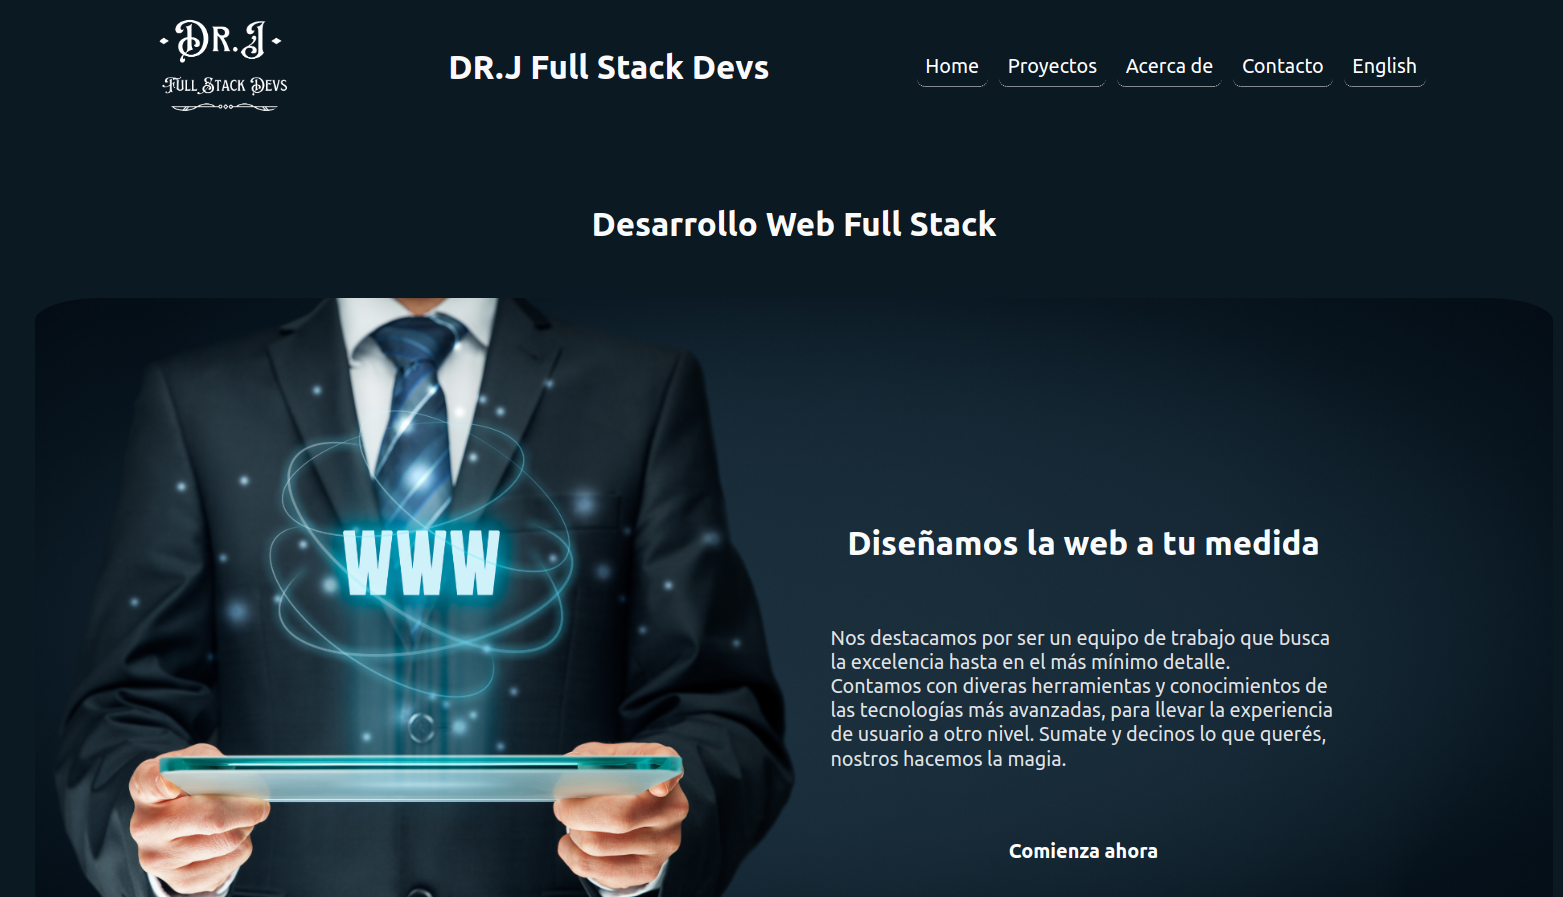 DR.J
FULL STACK DEVS
DR.J Full Stack Devs
Home Proyectos Acerca de Contacto English
Desarrollo Web Full Stack
WWW
Diseñamos la web a tu medida
Nos destacamos por ser un equipo de trabajo que busca
la excelencia hasta en el más mínimo detalle.
Contamos con diveras herramientas y conocimientos de
las tecnologías más avanzadas, para llevar la experiencia
de usuario a otro nivel. Sumate y decinos lo que querés,
nostros hacemos la magia.
Comienza ahora